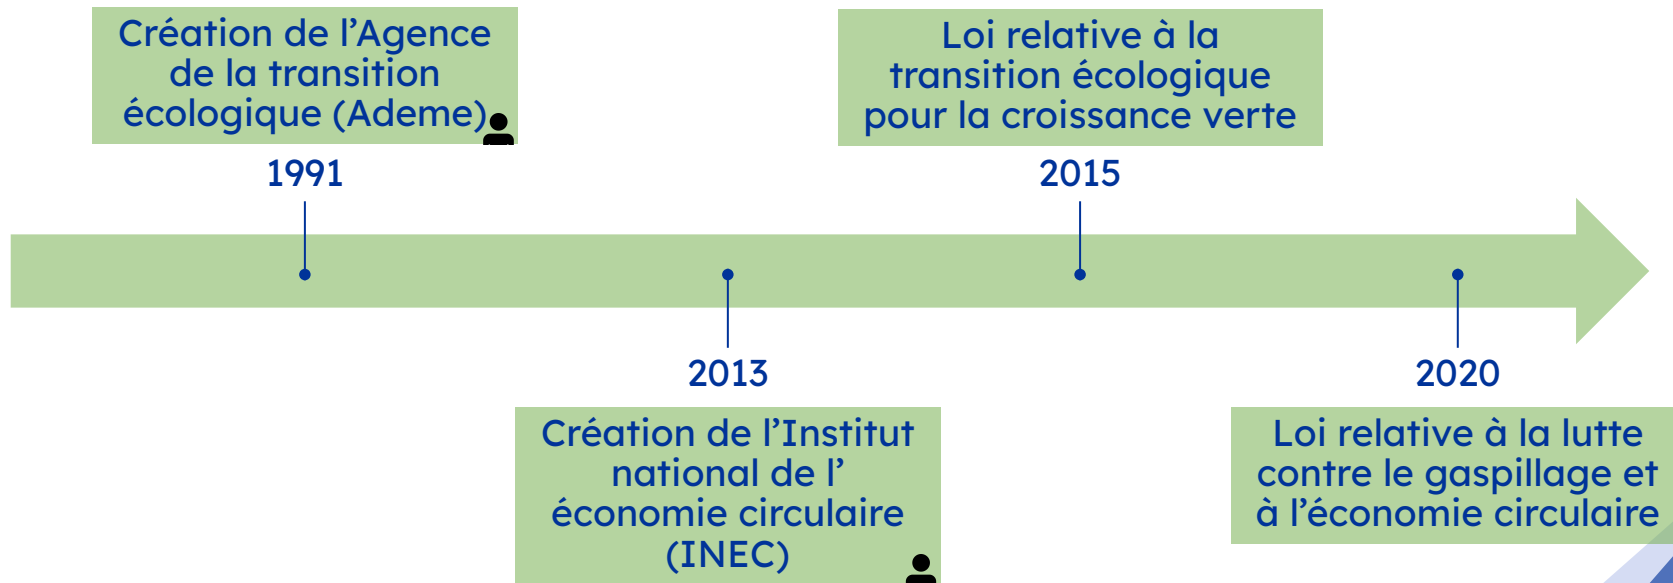 Création de l’Agence
de la transition
écologique (Ademe)
1991
Loi relative à la
transition écologique
pour la croissance verte
2015
2013
Création de l’Institut
national de l’
économie circulaire
(INEC)
2020
Loi relative à la lutte
contre le gaspillage et
à l’économie circulaire